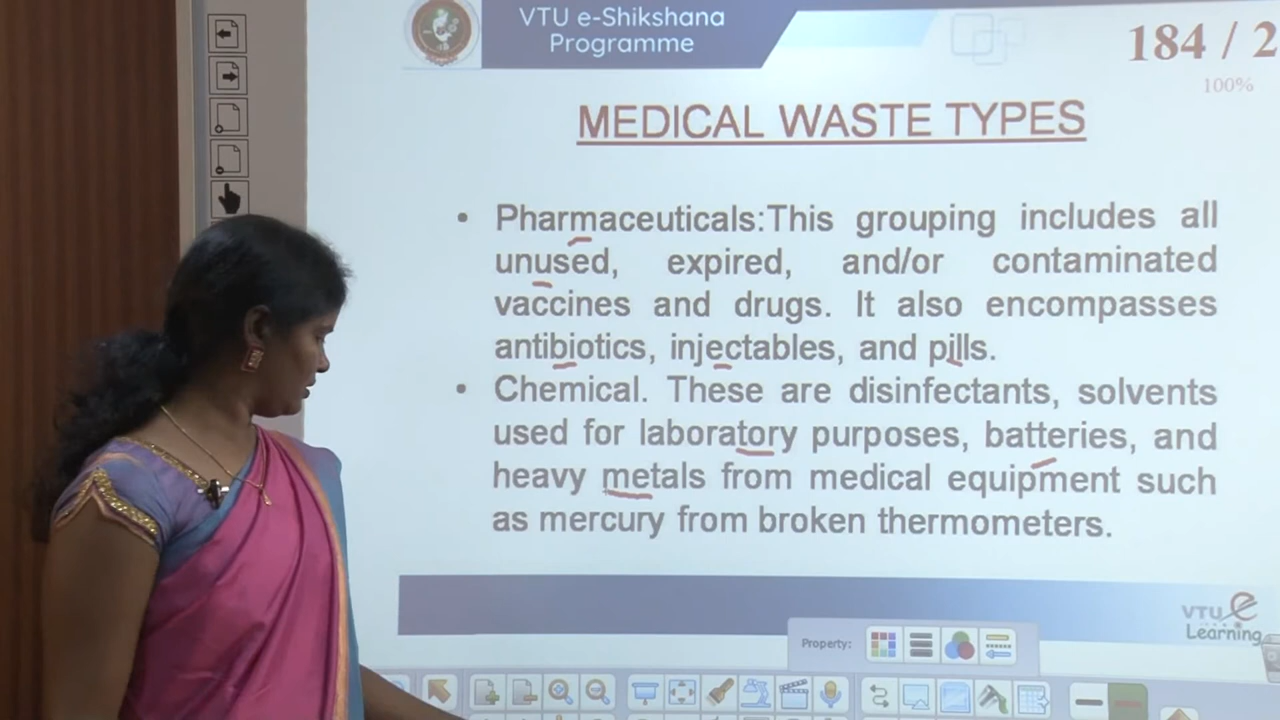 VTU e-Shikshana
Programme
184 / 2
100%
MEDICAL WASTE TYPES
• Pharmaceuticals:This grouping includes all
unused, expired, and/or contaminated
vaccines and drugs. It also encompasses
antibiotics, injectables, and pills.
• Chemical. These are disinfectants, solvents
used for laboratory purposes, batteries, and
heavy metals from medical equipment such
as mercury from broken thermometers.
VTU e
Learning
Property: